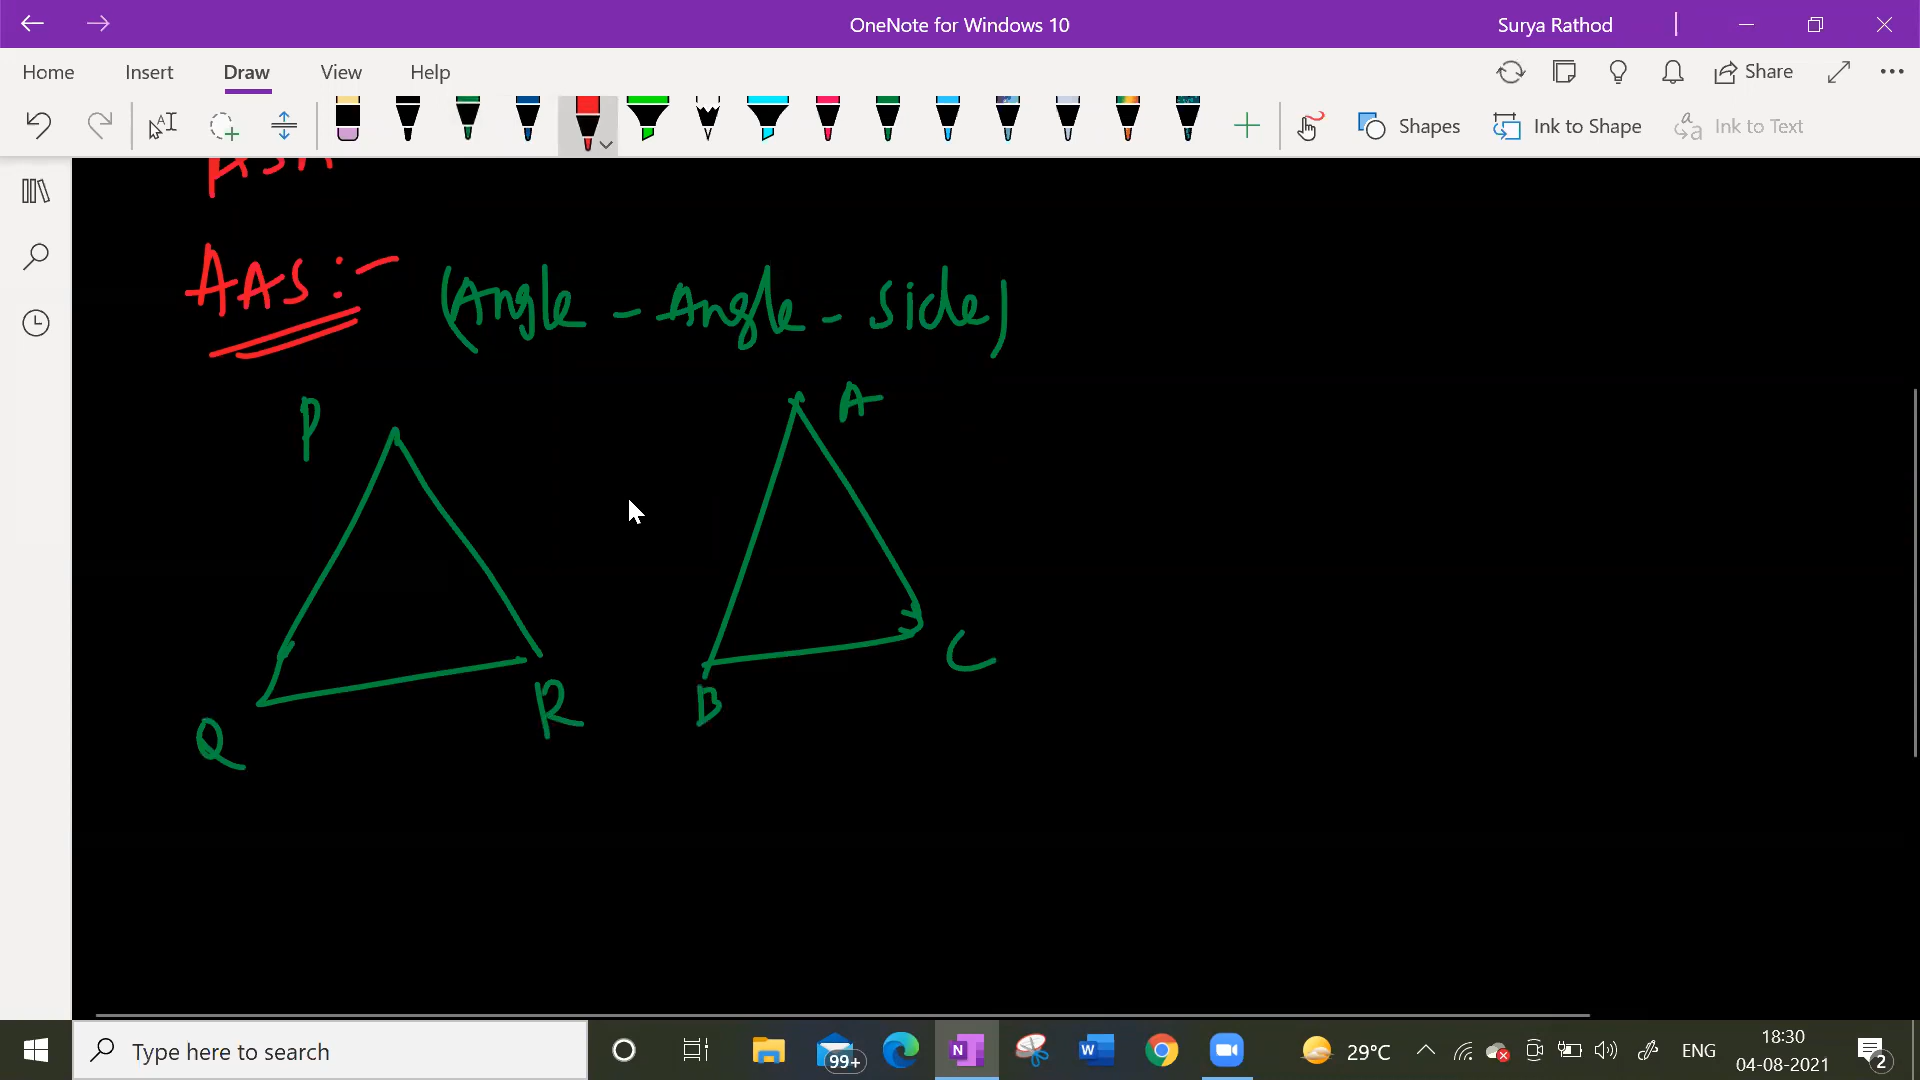 OneNote for Windows 10 Surya Rathod
Home Insert Draw View Help Share
Shapes Ink to Shape Ink to Text
AAS:- (Angle - Angle - side)
P A
Q R B C
Type here to search 99+ 29°C ENG 18:30
04-08-2021 2